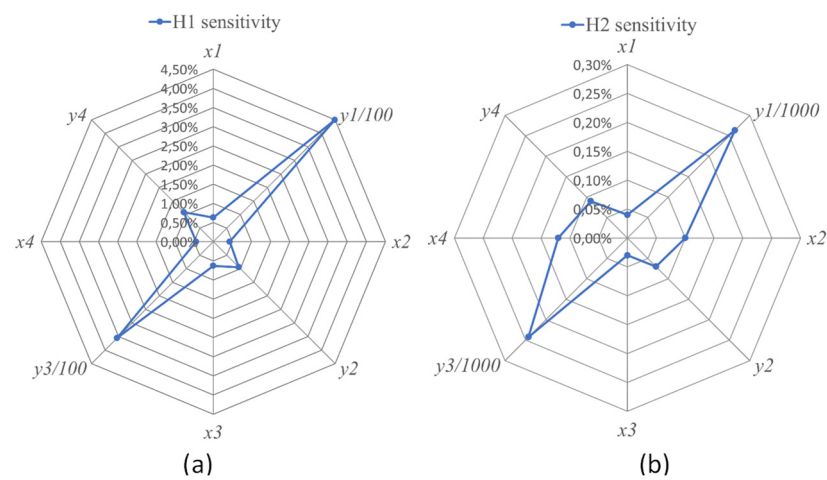 H1 sensitivity
x1
4,50%
4,00%
3,50%
3,00%
2,50%
2,00%
1,50%
1,00%
0,50%
0,00%
y1/100
x2
y2
x3
y3/100
x4
y4
(a)
H2 sensitivity
x1
0,30%
0,25%
0,20%
0,15%
0,10%
0,05%
0,00%
y1/1000
x2
y2
x3
y3/1000
x4
y4
(b)